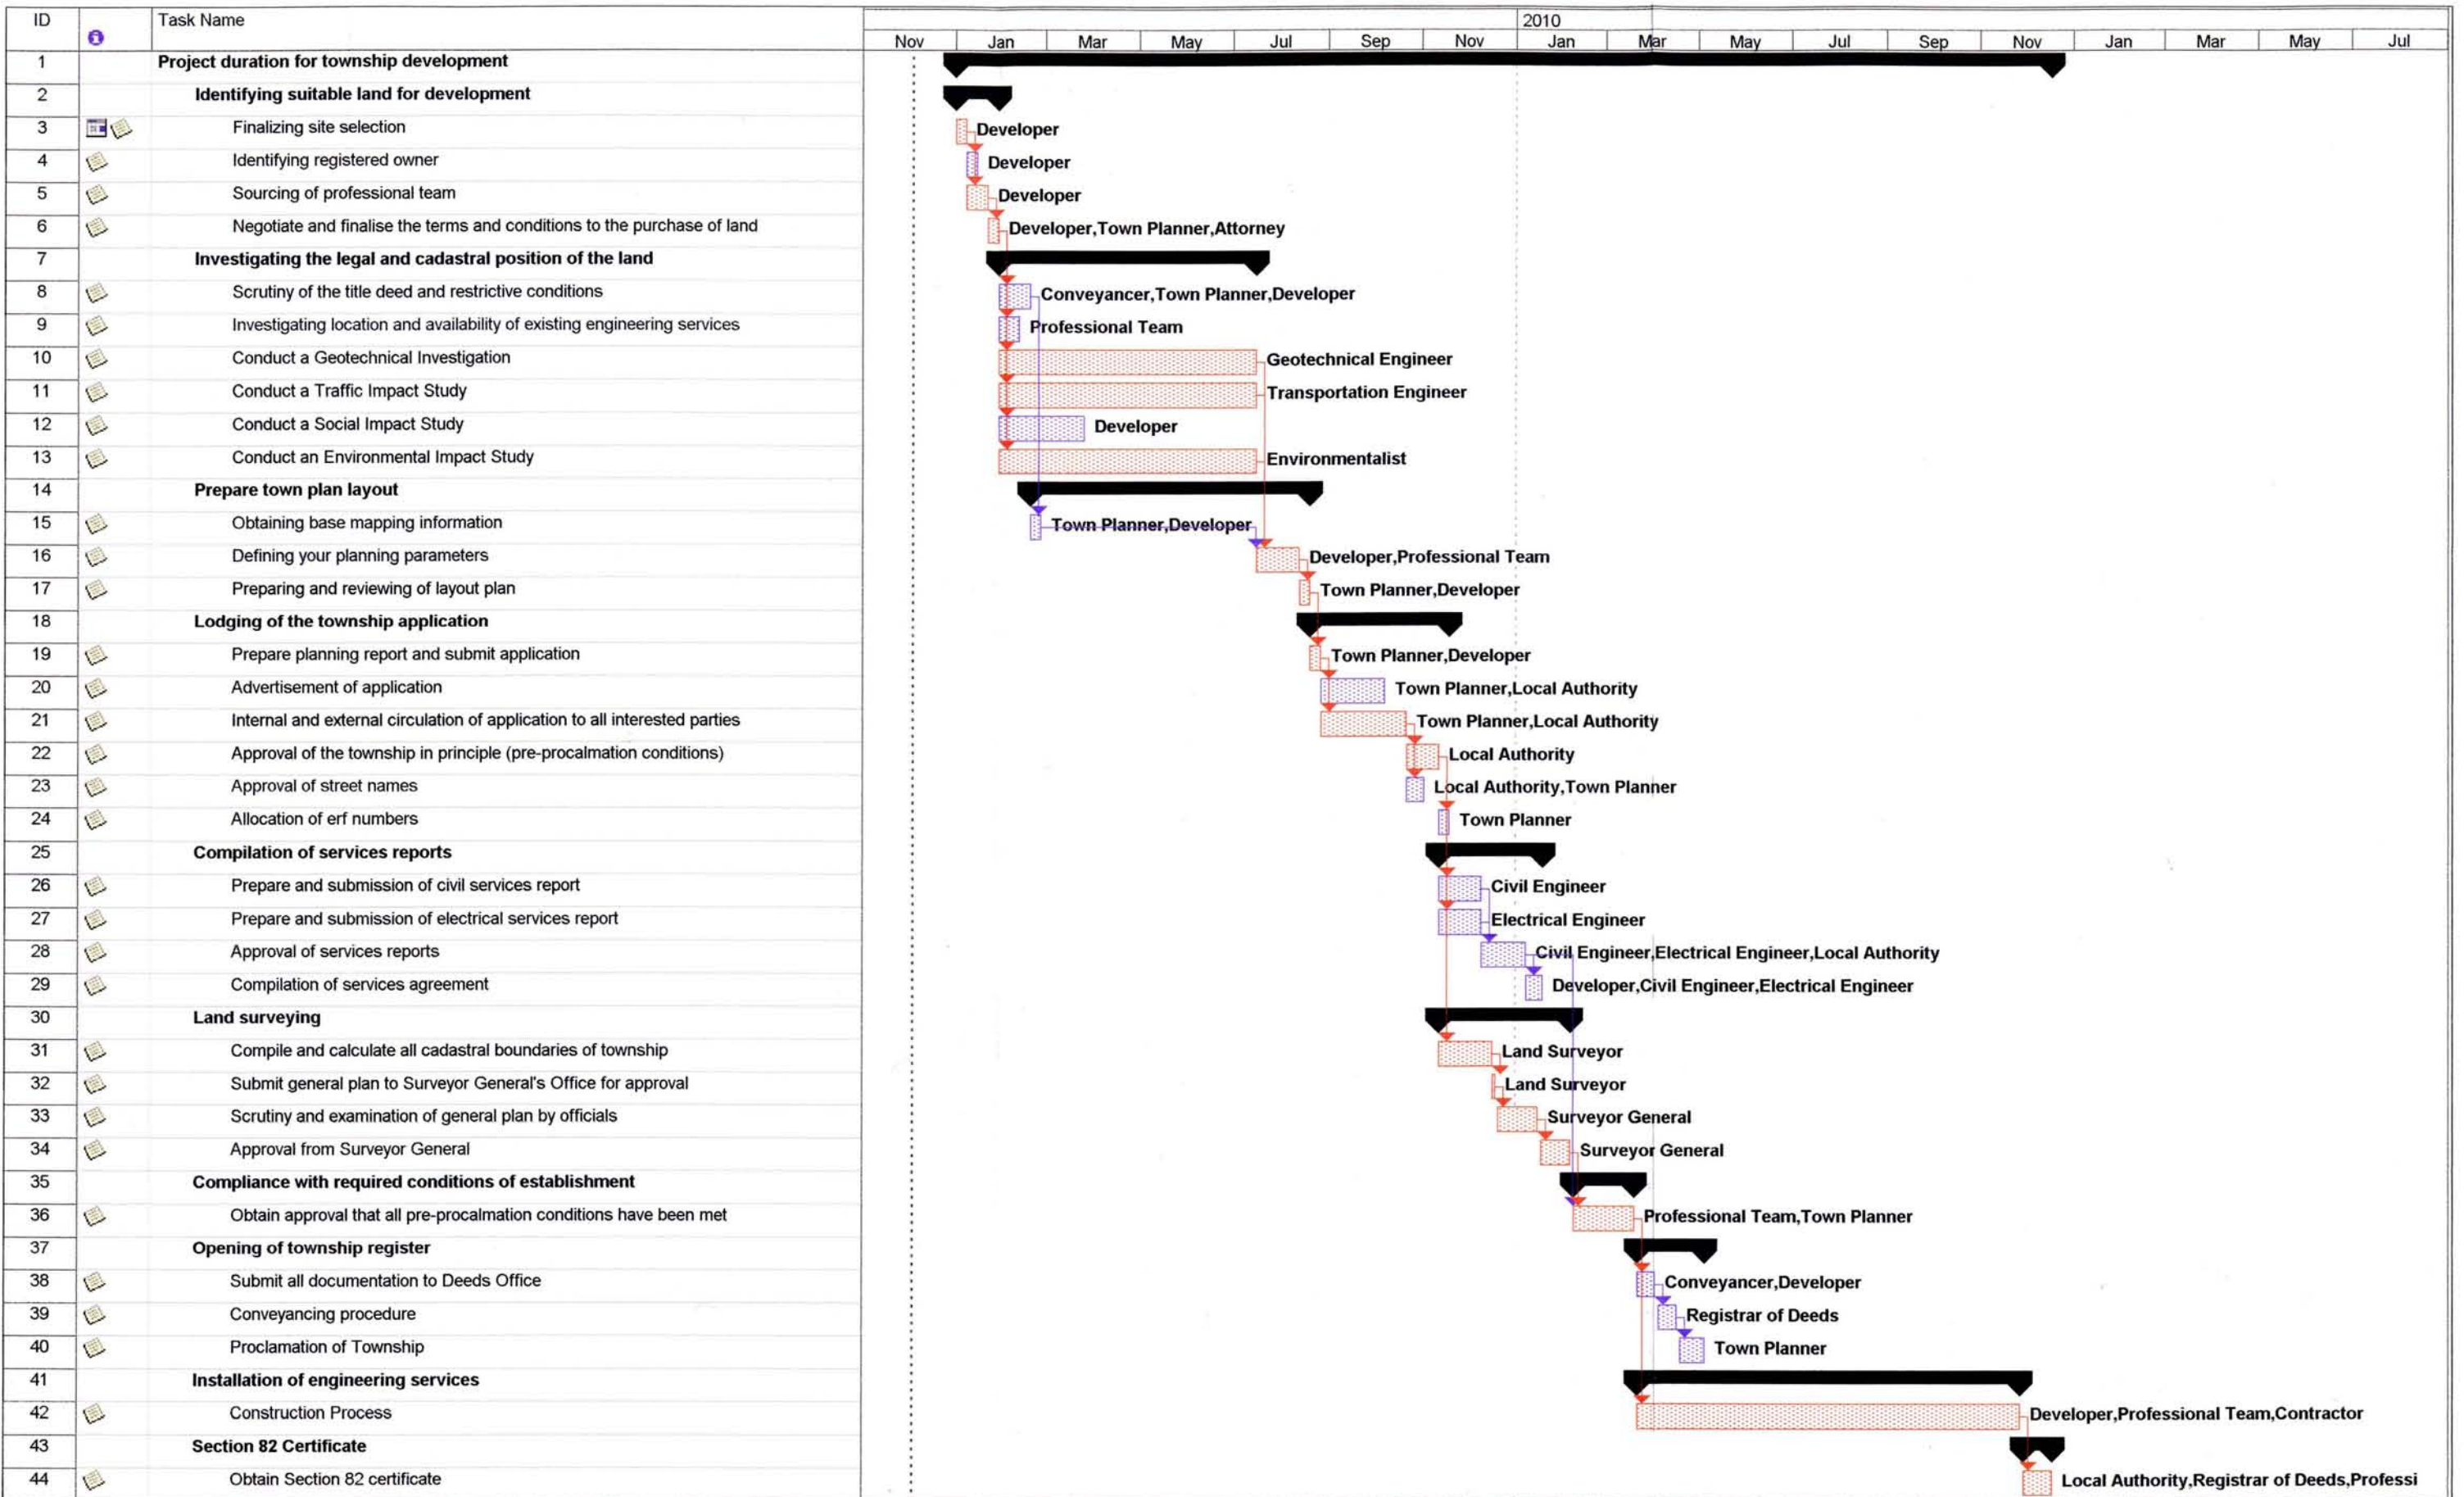 ID Task Name
2010
Nov Jan Mar May Jul Sep Nov Jan Mar May Jul Sep Nov Jan Mar May Jul
1 Project duration for township development
2 Identifying suitable land for development
3 Finalizing site selection Developer
4 Identifying registered owner Developer
5 Sourcing of professional team Developer
6 Negotiate and finalise the terms and conditions to the purchase of land Developer,Town Planner,Attorney
7 Investigating the legal and cadastral position of the land
8 Scrutiny of the title deed and restrictive conditions Conveyancer,Town Planner,Developer
9 Investigating location and availability of existing engineering services Professional Team
10 Conduct a Geotechnical Investigation Geotechnical Engineer
11 Conduct a Traffic Impact Study Transportation Engineer
12 Conduct a Social Impact Study Developer
13 Conduct an Environmental Impact Study Environmentalist
14 Prepare town plan layout
15 Obtaining base mapping information Town Planner,Developer
16 Defining your planning parameters Developer,Professional Team
17 Preparing and reviewing of layout plan Town Planner,Developer
18 Lodging of the township application
19 Prepare planning report and submit application Town Planner,Developer
20 Advertisement of application Town Planner,Local Authority
21 Internal and external circulation of application to all interested parties Town Planner,Local Authority
22 Approval of the township in principle (pre-procalmation conditions) Local Authority
23 Approval of street names Local Authority,Town Planner
24 Allocation of erf numbers Town Planner
25 Compilation of services reports
26 Prepare and submission of civil services report Civil Engineer
27 Prepare and submission of electrical services report Electrical Engineer
28 Approval of services reports Civil Engineer,Electrical Engineer,Local Authority
29 Compilation of services agreement Developer,Civil Engineer,Electrical Engineer
30 Land surveying
31 Compile and calculate all cadastral boundaries of township Land Surveyor
32 Submit general plan to Surveyor General's Office for approval Land Surveyor
33 Scrutiny and examination of general plan by officials Surveyor General
34 Approval from Surveyor General Surveyor General
35 Compliance with required conditions of establishment
36 Obtain approval that all pre-procalmation conditions have been met Professional Team,Town Planner
37 Opening of township register
38 Submit all documentation to Deeds Office Conveyancer,Developer
39 Conveyancing procedure Registrar of Deeds
40 Proclamation of Township Town Planner
41 Installation of engineering services
42 Construction Process Developer,Professional Team,Contractor
43 Section 82 Certificate
44 Obtain Section 82 certificate Local Authority,Registrar of Deeds,Professi